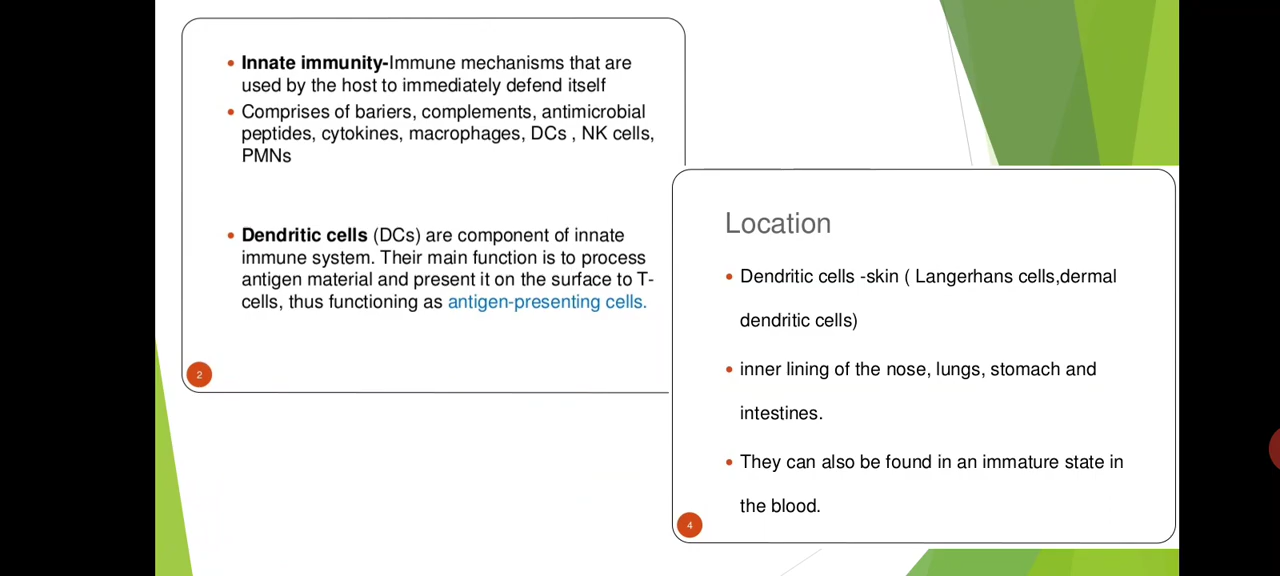 • Innate immunity-Immune mechanisms that are
used by the host to immediately defend itself
• Comprises of bariers, complements, antimicrobial
peptides, cytokines, macrophages, DCs , NK cells,
PMNs
• Dendritic cells (DCs) are component of innate
immune system. Their main function is to process
antigen material and present it on the surface to T-
cells, thus functioning as antigen-presenting cells.
2
Location
• Dendritic cells -skin ( Langerhans cells,dermal
dendritic cells)
• inner lining of the nose, lungs, stomach and
intestines.
• They can also be found in an immature state in
the blood.
4